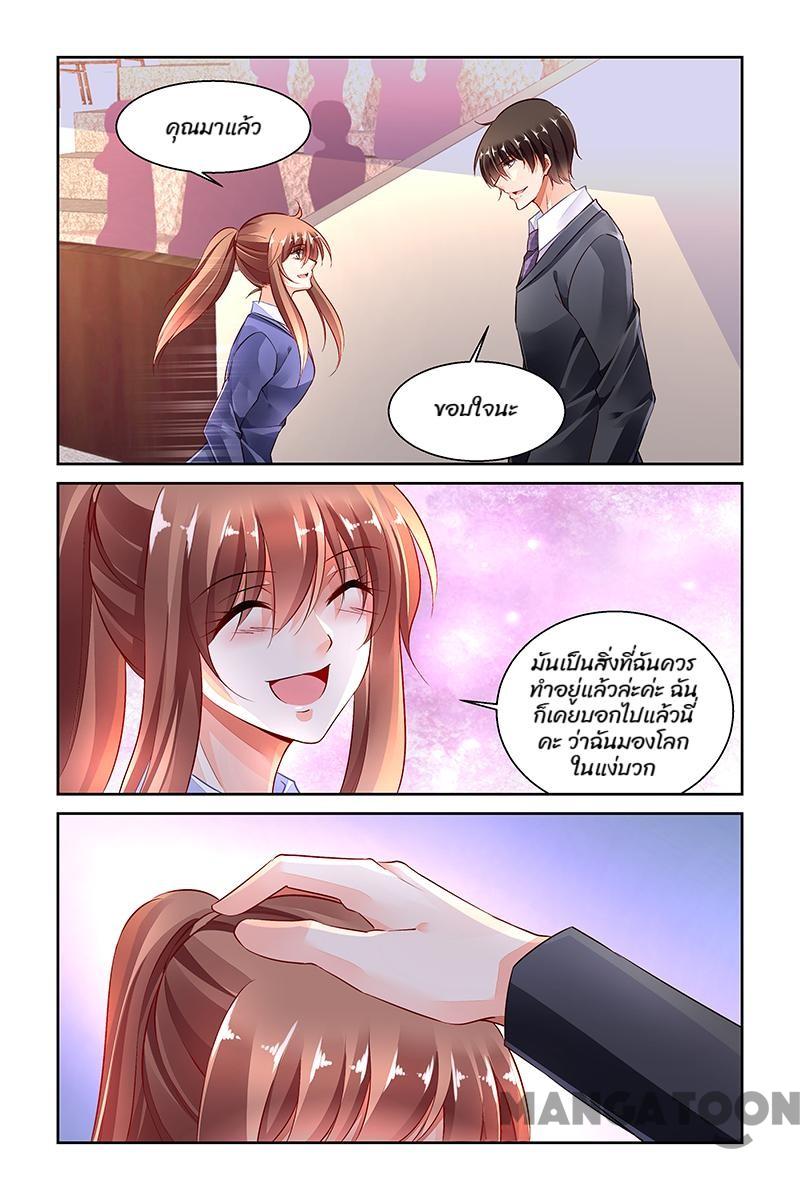 คุณมาแล้ว
ขอบใจนะ
มันเป็นสิ่งที่ฉันควร
ทำอยู่แล้วล่ะค่ะ ฉัน
ก็เคยบอกไปแล้วนี่
คะ ว่าฉันมองโลก
ในแง่บวก
MANGATOON